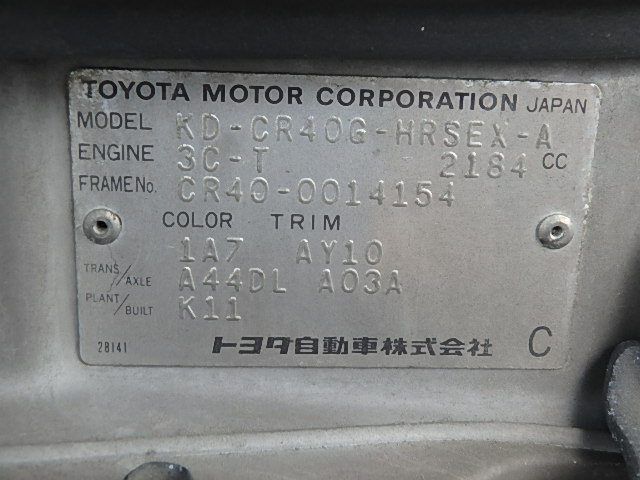 TOYOTA MOTOR CORPORATION JAPAN
MODEL KD-CR40G-HRSEX-A
ENGINE 3C-T 2184 CC
FRAME No. CR40-0014154
COLOR TRIM
1A7 AY10
TRANS/AXLE A44DL A03A
PLANT/BUILT K11
28141 トヨタ自動車株式会社 C